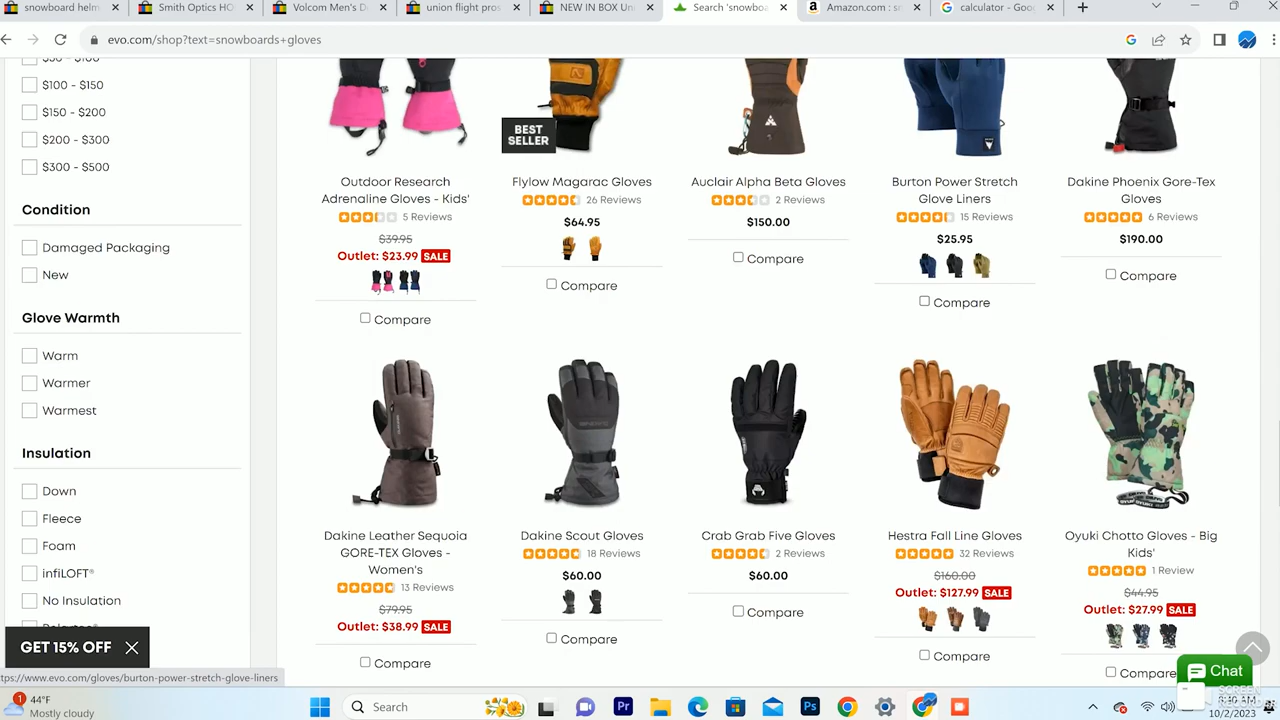 snowboard helm
Smith Optics HO
Volcom Men's D
union flight pros
NEW IN BOX Un
Search 'snowbo
Amazon.com : sn
calculator - Goo
evo.com/shop?text=snowboards+gloves
$100 - $150
$150 - $200
$200 - $300
$300 - $500
Condition
Damaged Packaging
New
Glove Warmth
Warm
Warmer
Warmest
Insulation
Down
Fleece
Foam
infiLOFT®
No Insulation
GET 15% OFF
BEST
SELLER
Outdoor Research
Adrenaline Gloves - Kids'
5 Reviews
$39.95
Outlet: $23.99 SALE
Compare
Flylow Magarac Gloves
26 Reviews
$64.95
Compare
Auclair Alpha Beta Gloves
2 Reviews
$150.00
Compare
Burton Power Stretch
Glove Liners
15 Reviews
$25.95
Compare
Dakine Phoenix Gore-Tex
Gloves
6 Reviews
$190.00
Compare
Dakine Leather Sequoia
GORE-TEX Gloves -
Women's
13 Reviews
$79.95
Outlet: $38.99 SALE
Compare
Dakine Scout Gloves
18 Reviews
$60.00
Compare
Crab Grab Five Gloves
2 Reviews
$60.00
Compare
Hestra Fall Line Gloves
32 Reviews
$160.00
Outlet: $127.99 SALE
Compare
Oyuki Chotto Gloves - Big
Kids'
1 Review
$44.95
Outlet: $27.99 SALE
Compare
Chat
tps://www.evo.com/gloves/burton-power-stretch-glove-liners
1
44°F
Mostly cloudy
Search
Pr
Ps
10/2/2023